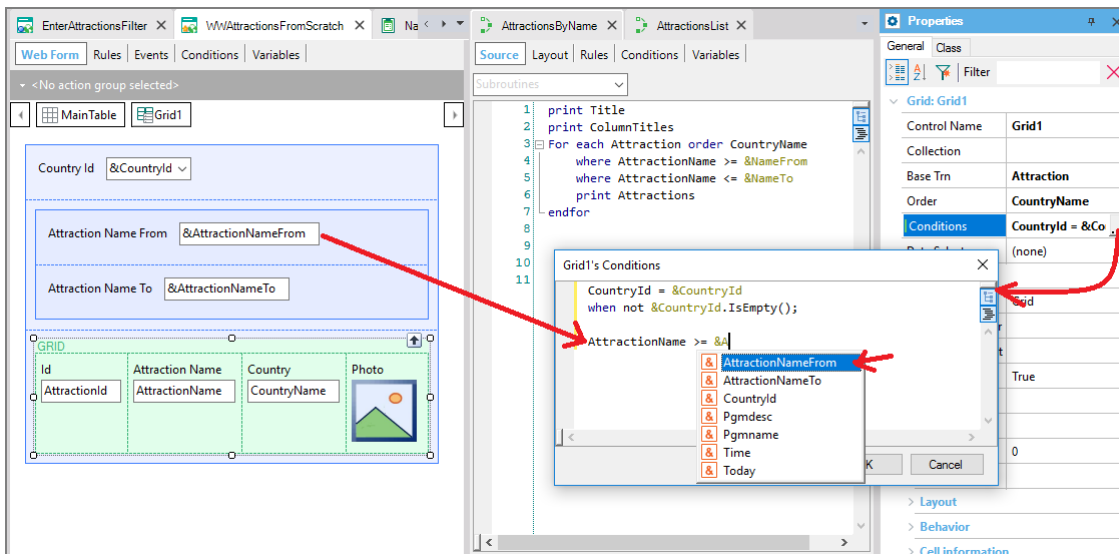 EnterAttractionsFilter
WWAttractionsFromScratch
Na
Web Form Rules Events Conditions Variables
<No action group selected>
MainTable Grid1
Country Id &CountryId
Attraction Name From &AttractionNameFrom
Attraction Name To &AttractionNameTo
GRID
Id Attraction Name Country Photo
AttractionId AttractionName CountryName
AttractionsByName
AttractionsList
Source Layout Rules Conditions Variables
Subroutines
1 print Title
2 print ColumnTitles
3 For each Attraction order CountryName
4 where AttractionName >= &NameFrom
5 where AttractionName <= &NameTo
6 print Attractions
7 endfor
8
9
10
11
Grid1's Conditions
CountryId = &CountryId
when not &CountryId.IsEmpty();
AttractionName >= &A
& AttractionNameFrom
& AttractionNameTo
& CountryId
& Pgmdesc
& Pgmname
& Time
& Today
K Cancel
Properties
General Class
Filter
Grid: Grid1
Control Name Grid1
Collection
Base Trn Attraction
Order CountryName
Conditions CountryId = &Co
(none)
Grid
True
0
Layout
Behavior
Cell information